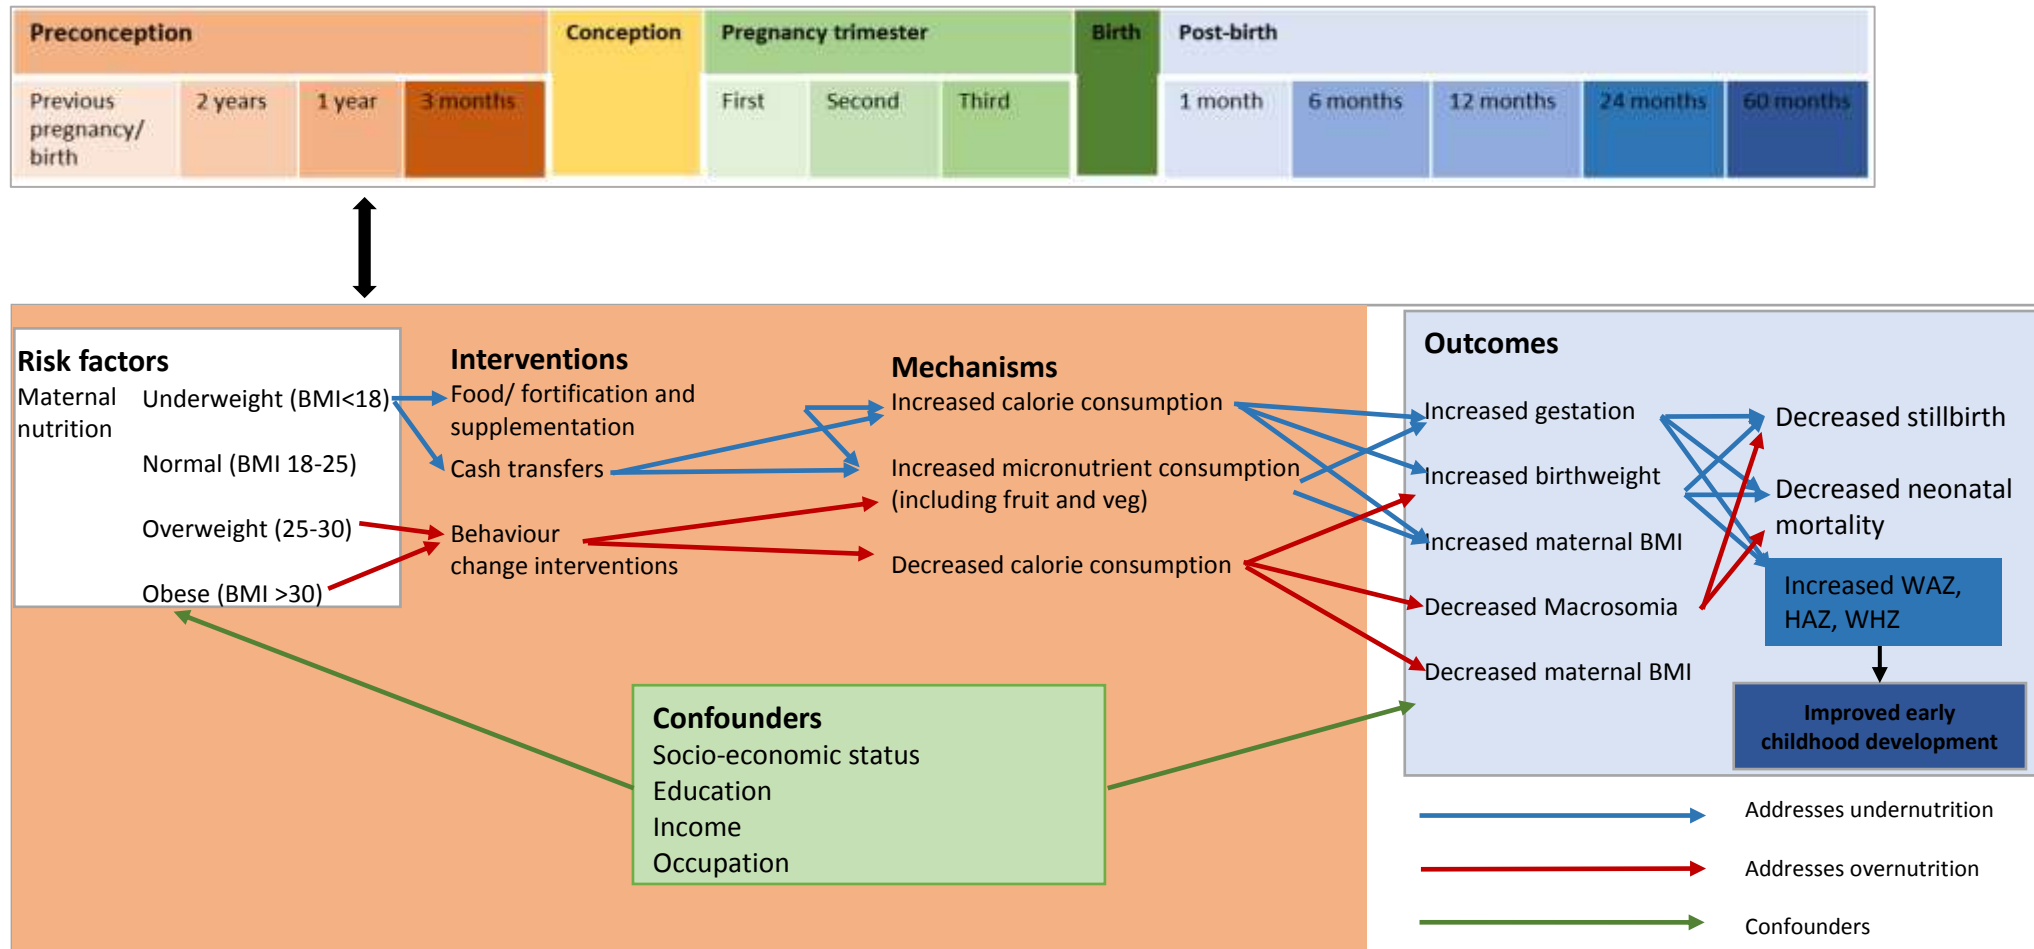 Preconception
Conception
Pregnancy trimester
Birth
Post-birth
Previous
pregnancy/
birth
2 years
1 year
3 months
First
Second
Third
1 month
6 months
12 months
24 months
60 months
Risk factors
Maternal
nutrition
Underweight (BMI<18)
Normal (BMI 18-25)
Overweight (25-30)
Obese (BMI >30)
Interventions
Food/ fortification and
supplementation
Cash transfers
Behaviour
change interventions
Mechanisms
Increased calorie consumption
Increased micronutrient consumption
(including fruit and veg)
Decreased calorie consumption
Outcomes
Increased gestation
Increased birthweight
Increased maternal BMI
Decreased Macrosomia
Decreased maternal BMI
Decreased stillbirth
Decreased neonatal
mortality
Increased WAZ,
HAZ, WHZ
Improved early
childhood development
Confounders
Socio-economic status
Education
Income
Occupation
Addresses undernutrition
Addresses overnutrition
Confounders